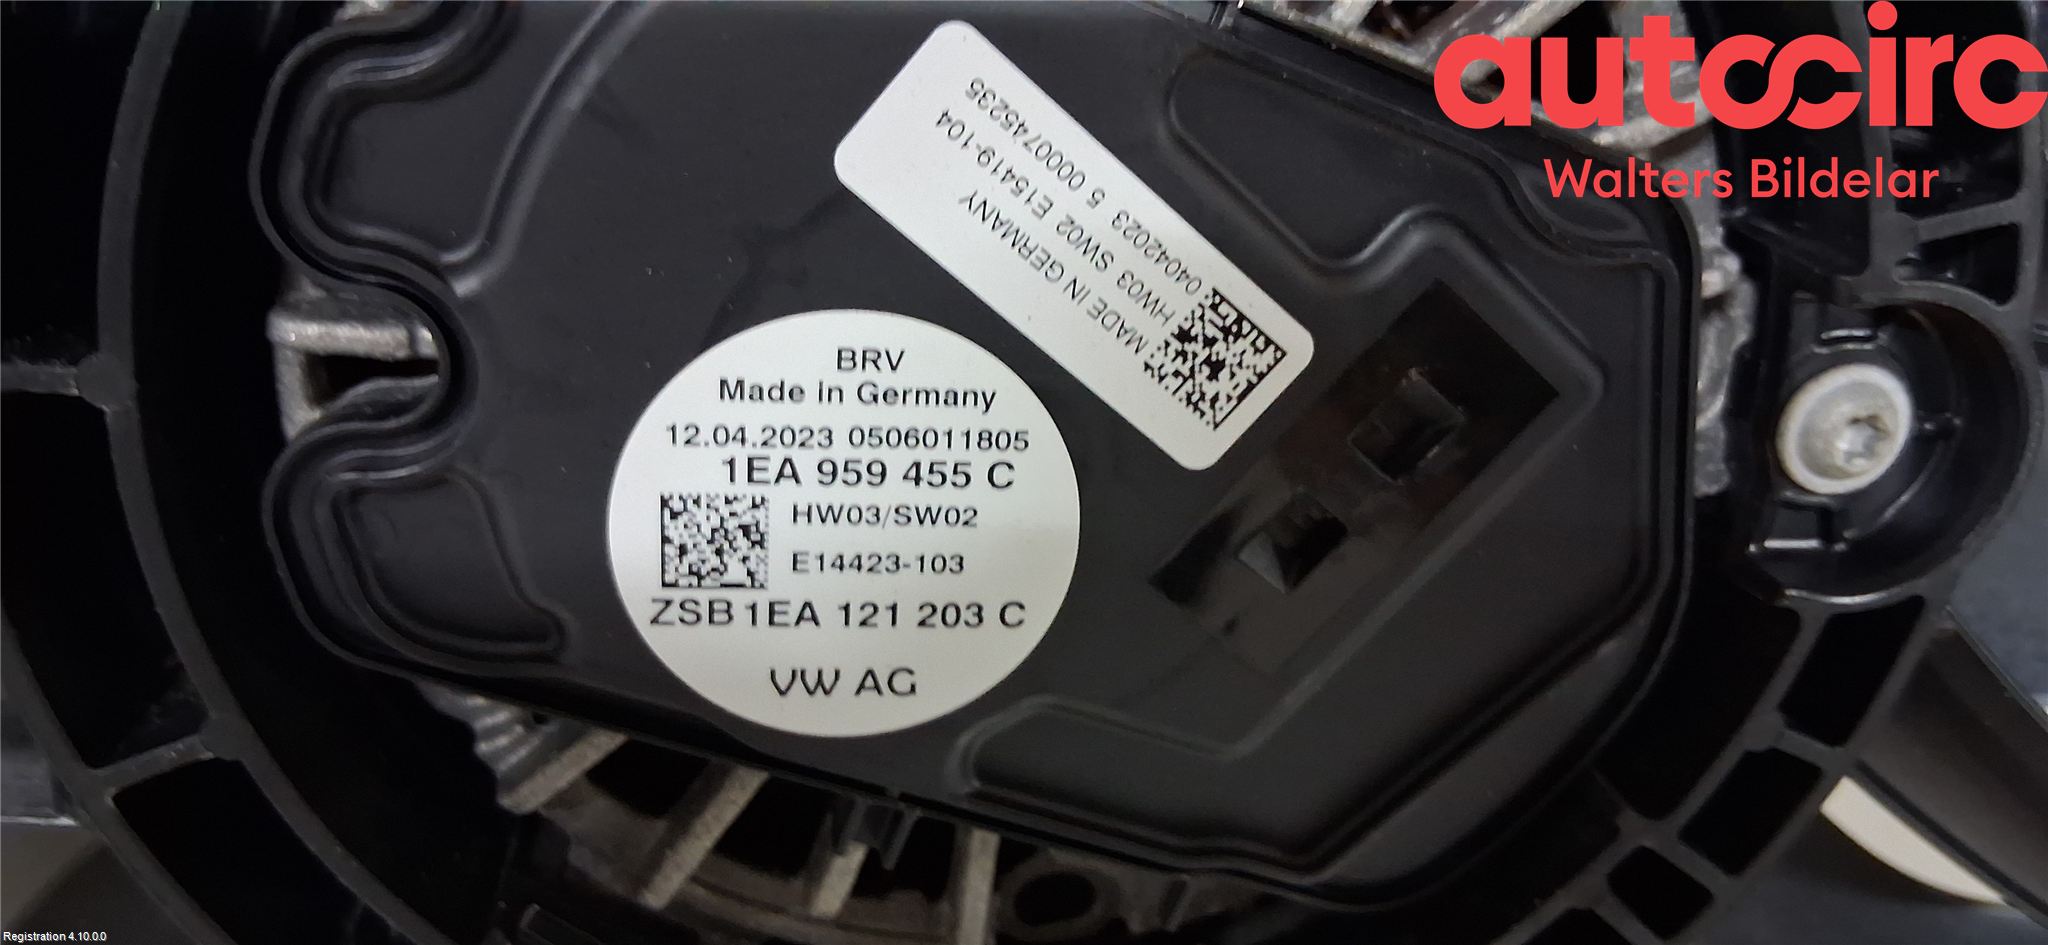 autocirc
Walters Bildelar
MADE IN GERMANY
HW03 SW02 E15419-104
04042023 5 00007745235
BRV
Made in Germany
12.04.2023 0506011805
1EA 959 455 C
HW03/SW02
E14423-103
ZSB 1EA 121 203 C
VW AG
Registration 4.10.0.0